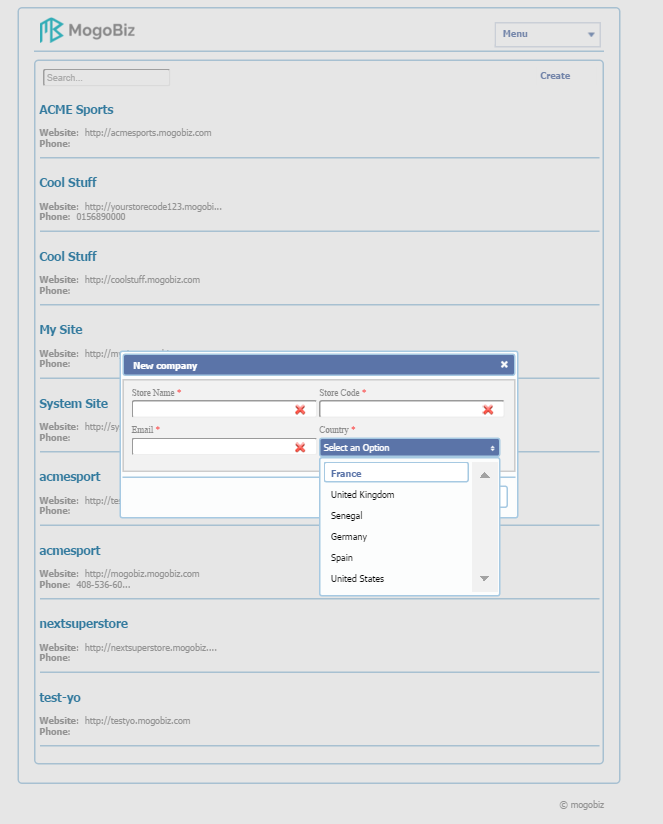 MogoBiz
Menu
Search...
Create
ACME Sports
Website: http://acmesports.mogobiz.com
Phone:
Cool Stuff
Website: http://yourstorecode123.mogobi...
Phone: 0156890000
Cool Stuff
Website: http://coolstuff.mogobiz.com
Phone:
My Site
Website: http://m
Phone:
New company
Store Name *
Store Code *
Email *
Country *
Select an Option
France
United Kingdom
Senegal
Germany
Spain
United States
System Site
Website: http://sy
Phone:
acmesport
Website: http://te
Phone:
acmesport
Website: http://mogobiz.mogobiz.com
Phone: 408-536-60...
nextsuperstore
Website: http://nextsuperstore.mogobiz....
Phone:
test-yo
Website: http://testyo.mogobiz.com
Phone:
© mogobiz